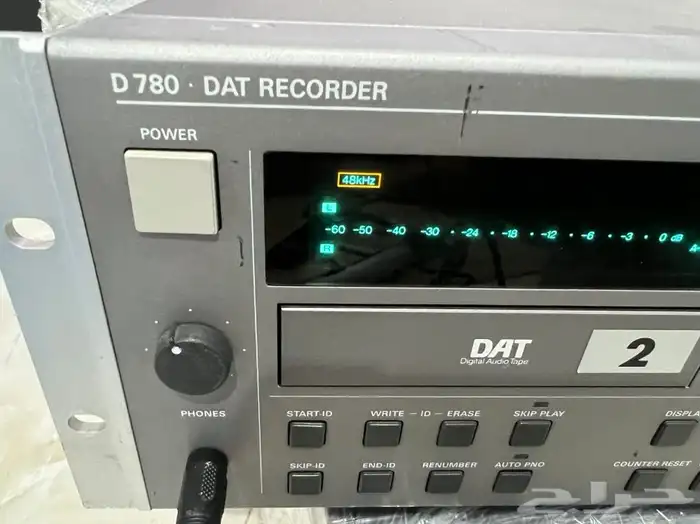 D780 · DAT RECORDER
POWER
48kHz
L
-60 -50 -40 -30 · -24 · -18 · -12 · -6 · -3 · 0 dB
R
DAT
Digital Audio Tape
2
PHONES
START-ID WRITE — ID — ERASE SKIP PLAY
SKIP-ID END-ID RENUMBER AUTO PNO COUNTER RESET
حراج